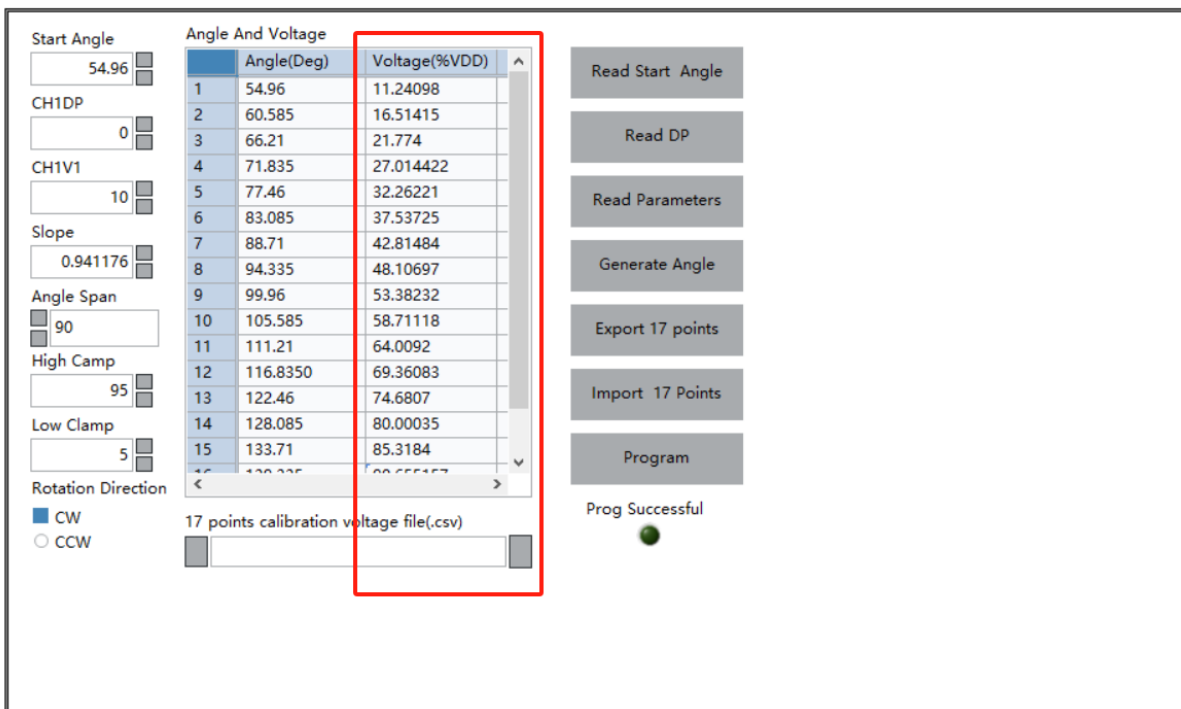 Start Angle
54.96
CH1DP
0
CH1V1
10
Slope
0.941176
Angle Span
90
High Camp
95
Low Clamp
5
Rotation Direction
CW
CCW
Angle And Voltage
Angle(Deg) Voltage(%VDD)
1 54.96 11.24098
2 60.585 16.51415
3 66.21 21.774
4 71.835 27.014422
5 77.46 32.26221
6 83.085 37.53725
7 88.71 42.81484
8 94.335 48.10697
9 99.96 53.38232
10 105.585 58.71118
11 111.21 64.0092
12 116.8350 69.36083
13 122.46 74.6807
14 128.085 80.00035
15 133.71 85.3184
17 points calibration voltage file(.csv)
Read Start Angle
Read DP
Read Parameters
Generate Angle
Export 17 points
Import 17 Points
Program
Prog Successful